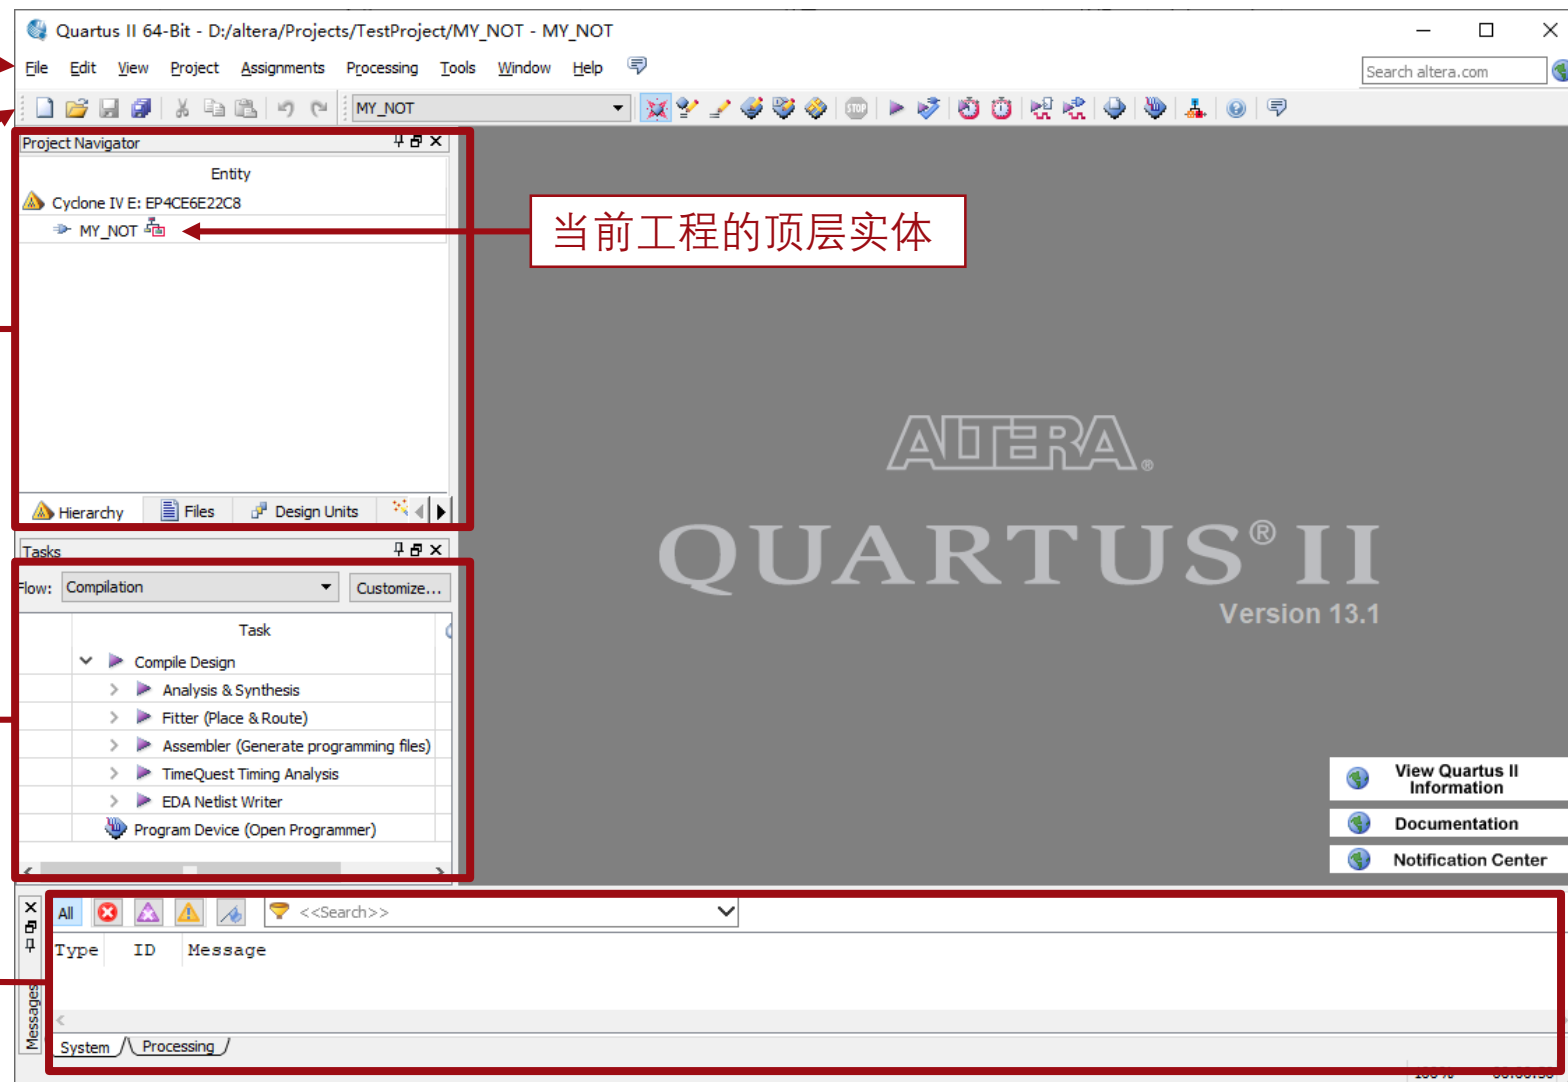 Quartus II 64-Bit - D:/altera/Projects/TestProject/MY_NOT - MY_NOT
File Edit View Project Assignments Processing Tools Window Help
Search altera.com
MY_NOT
STOP
Project Navigator
Entity
Cyclone IV E: EP4CE6E22C8
MY_NOT
当前工程的顶层实体
Hierarchy Files Design Units
ALTERA®
QUARTUS® II
Version 13.1
Tasks
Flow: Compilation Customize...
Task
Compile Design
Analysis & Synthesis
Fitter (Place & Route)
Assembler (Generate programming files)
TimeQuest Timing Analysis
EDA Netlist Writer
Program Device (Open Programmer)
View Quartus II
Information
Documentation
Notification Center
All <<Search>>
Type ID Message
Messages
System Processing